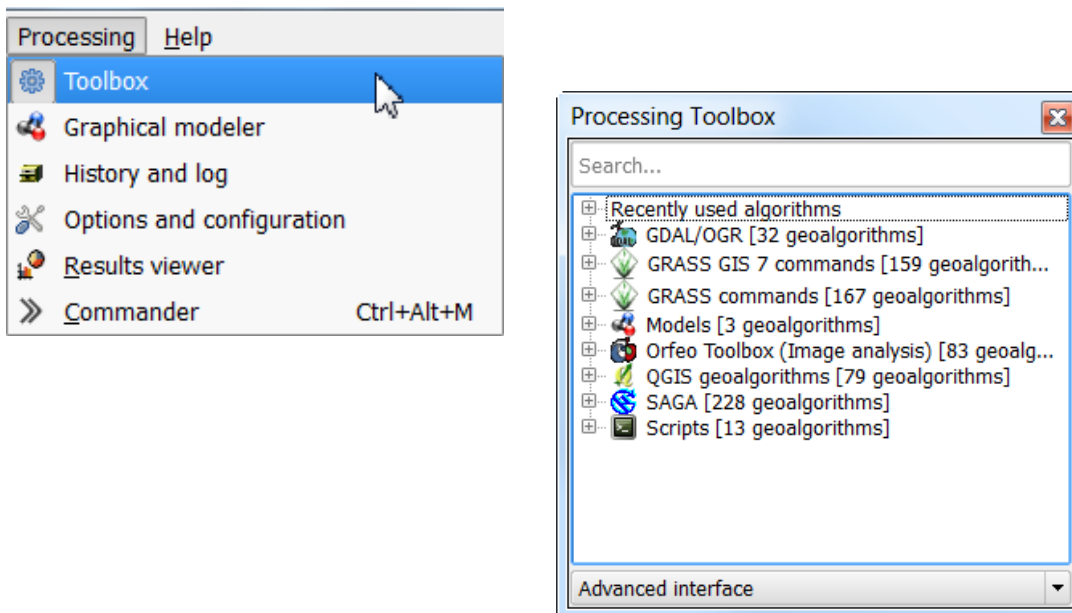 Processing Help
Toolbox
Graphical modeler
History and log
Options and configuration
Results viewer
Commander Ctrl+Alt+M
Processing Toolbox
Search...
Recently used algorithms
GDAL/OGR [32 geoalgorithms]
GRASS GIS 7 commands [159 geoalgorith...
GRASS commands [167 geoalgorithms]
Models [3 geoalgorithms]
Orfeo Toolbox (Image analysis) [83 geoalg...
QGIS geoalgorithms [79 geoalgorithms]
SAGA [228 geoalgorithms]
Scripts [13 geoalgorithms]
Advanced interface